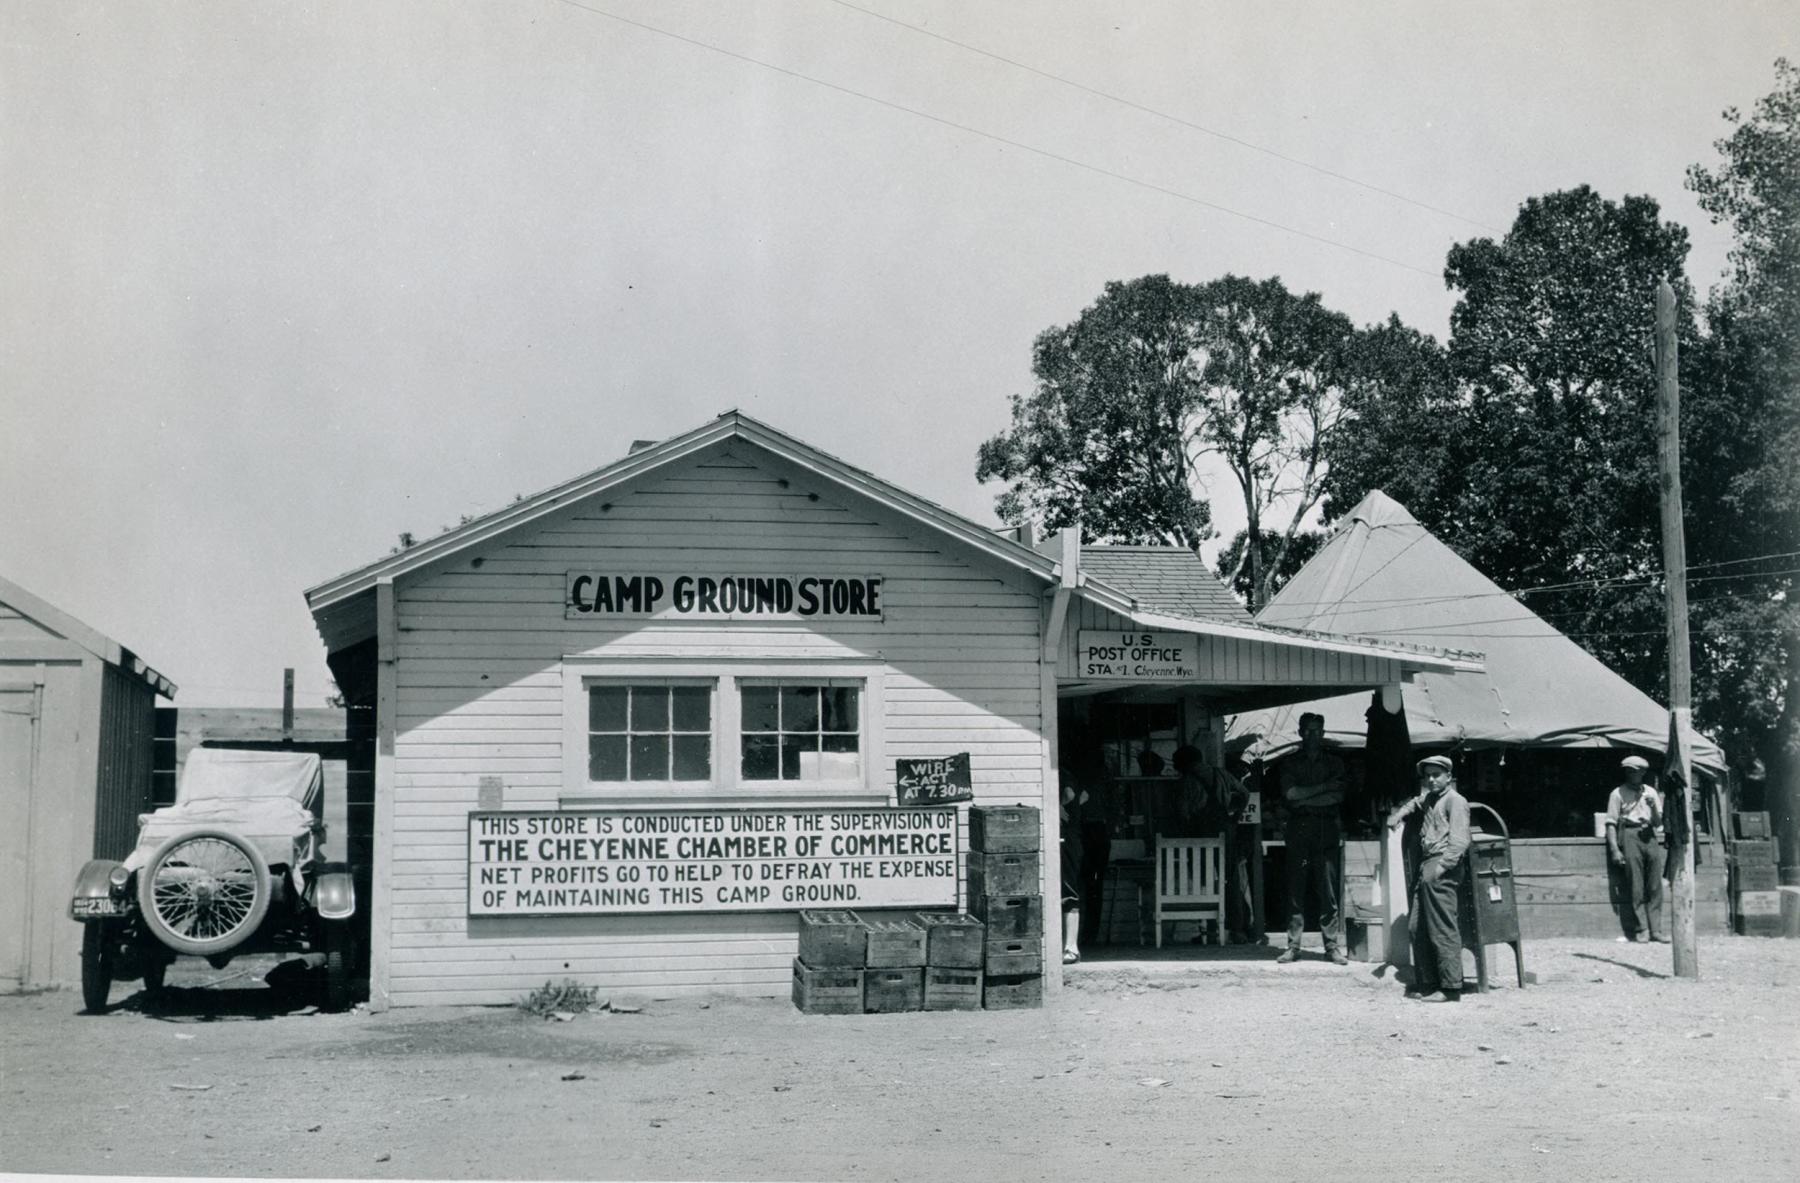 CAMP GROUND STORE
U.S.
POST OFFICE
STA. Nº1. Cheyenne, Wyo.
WIRE
ACT
AT 7.30 PM
THIS STORE IS CONDUCTED UNDER THE SUPERVISION OF
THE CHEYENNE CHAMBER OF COMMERCE
NET PROFITS GO TO HELP TO DEFRAY THE EXPENSE
OF MAINTAINING THIS CAMP GROUND.
23064